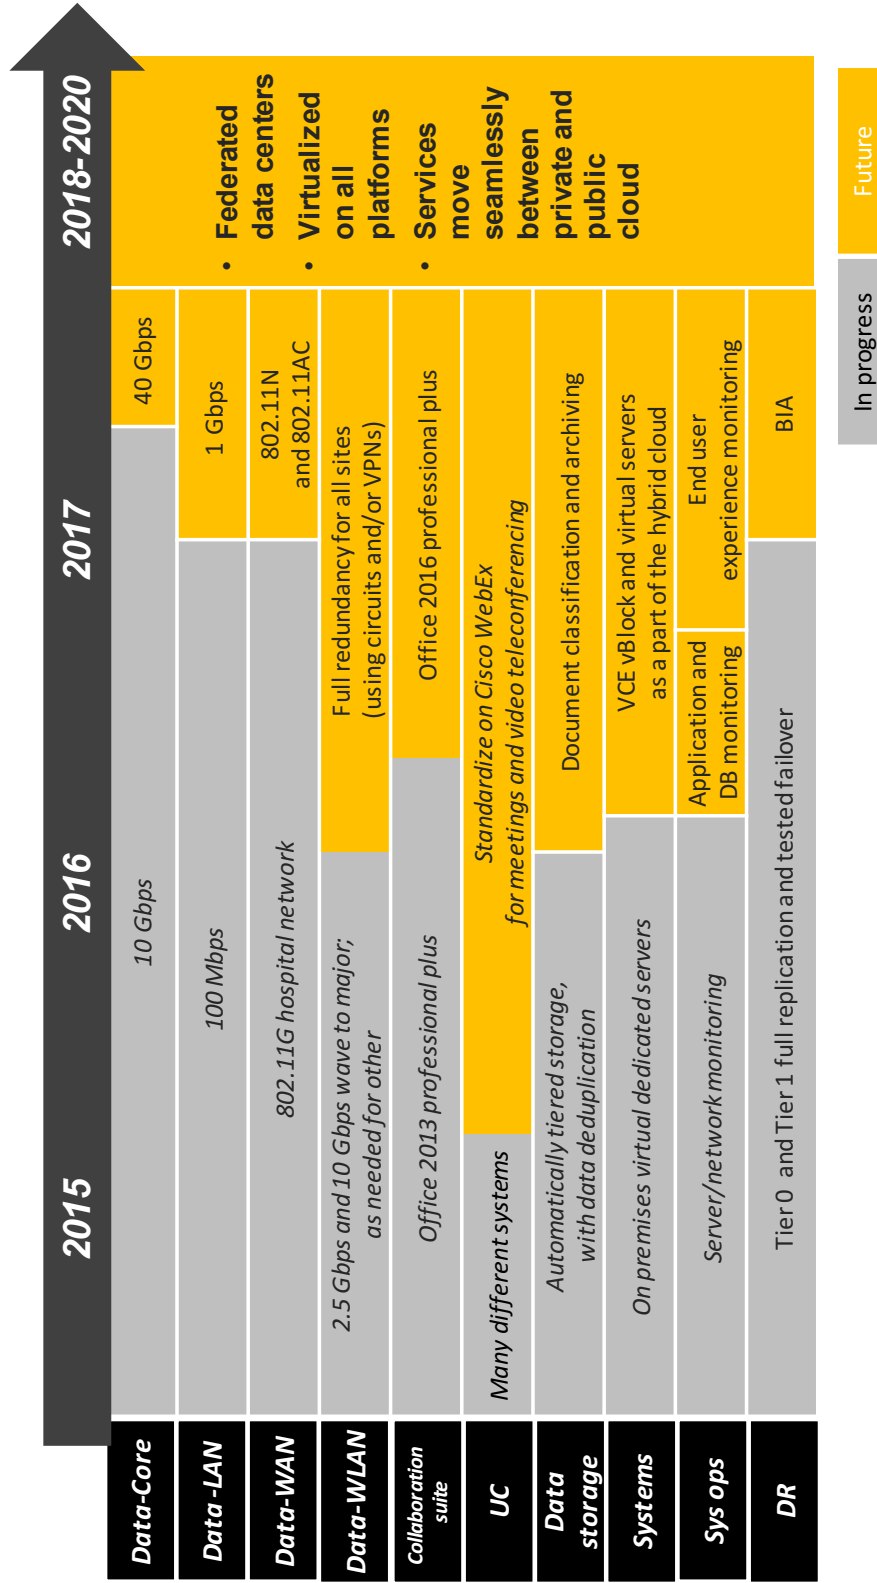 2015
2016
2017
2018-2020
Data-Core
10 Gbps
40 Gbps
Data -LAN
100 Mbps
1 Gbps
Data-WAN
802.11G hospital network
802.11N
and 802.11AC
Data-WLAN
2.5 Gbps and 10 Gbps wave to major;
as needed for other
Full redundancy for all sites
(using circuits and/or VPNs)
Collaboration
suite
Office 2013 professional plus
Office 2016 professional plus
UC
Many different systems
Standardize on Cisco WebEx
for meetings and video teleconferencing
Data
storage
Automatically tiered storage,
with data deduplication
Document classification and archiving
Systems
On premises virtual dedicated servers
VCE vBlock and virtual servers
as a part of the hybrid cloud
Sys ops
Server/network monitoring
Application and
DB monitoring
End user
experience monitoring
DR
Tier 0 and Tier 1 full replication and tested failover
BIA
• Federated
data centers
• Virtualized
on all
platforms
• Services
move
seamlessly
between
private and
public
cloud
In progress
Future